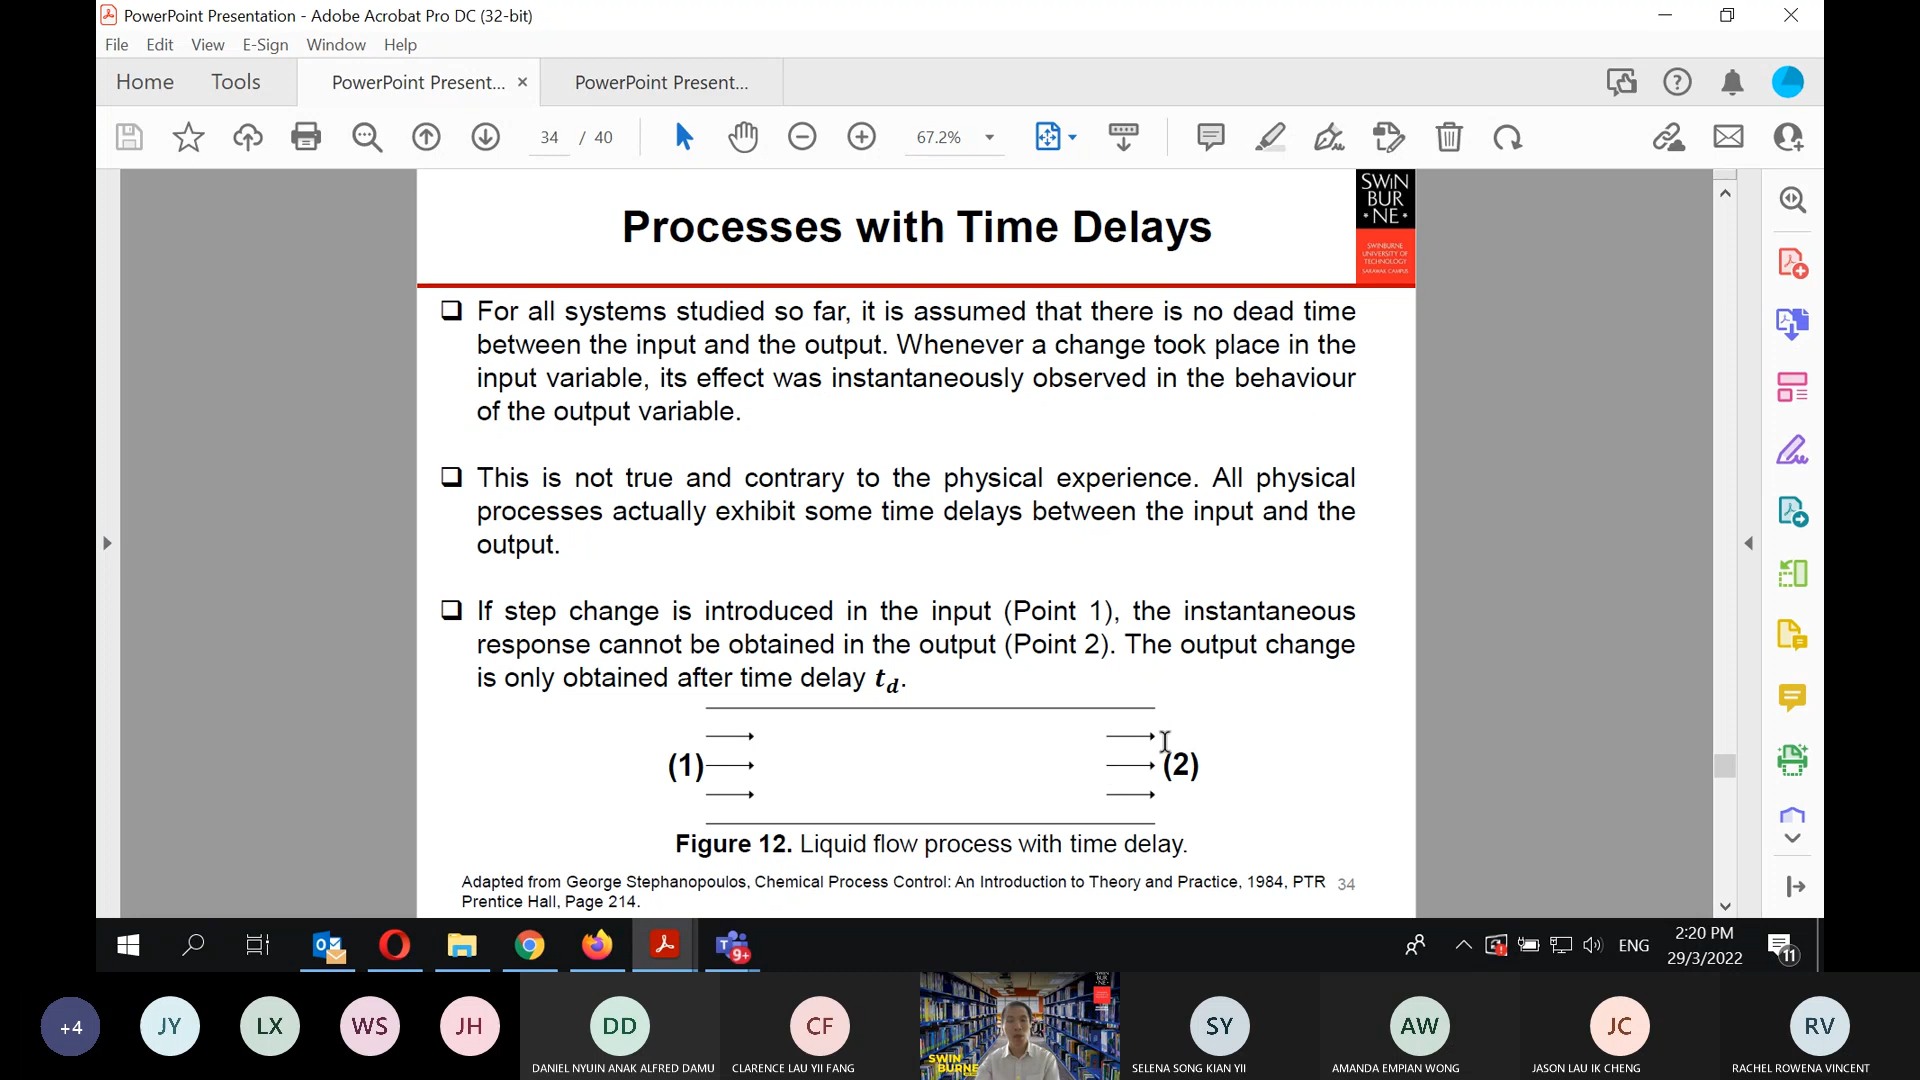 PowerPoint Presentation - Adobe Acrobat Pro DC (32-bit)
File Edit View E-Sign Window Help
Home Tools PowerPoint Present... × PowerPoint Present...
34 / 40 67.2%
Processes with Time Delays
SWIN
BUR
* NE *
SWINBURNE
UNIVERSITY OF
TECHNOLOGY
SARAWAK CAMPUS
❑ For all systems studied so far, it is assumed that there is no dead time
between the input and the output. Whenever a change took place in the
input variable, its effect was instantaneously observed in the behaviour
of the output variable.
❑ This is not true and contrary to the physical experience. All physical
processes actually exhibit some time delays between the input and the
output.
❑ If step change is introduced in the input (Point 1), the instantaneous
response cannot be obtained in the output (Point 2). The output change
is only obtained after time delay t_d.
(1) (2)
Figure 12. Liquid flow process with time delay.
Adapted from George Stephanopoulos, Chemical Process Control: An Introduction to Theory and Practice, 1984, PTR 34
Prentice Hall, Page 214.
9+
ENG
2:20 PM
29/3/2022
11
+4 JY LX WS JH DD CF SY AW JC RV
SWIN
BURNE
DANIEL NYUIN ANAK ALFRED DAMU CLARENCE LAU YII FANG SELENA SONG KIAN YII AMANDA EMPIAN WONG JASON LAU IK CHENG RACHEL ROWENA VINCENT